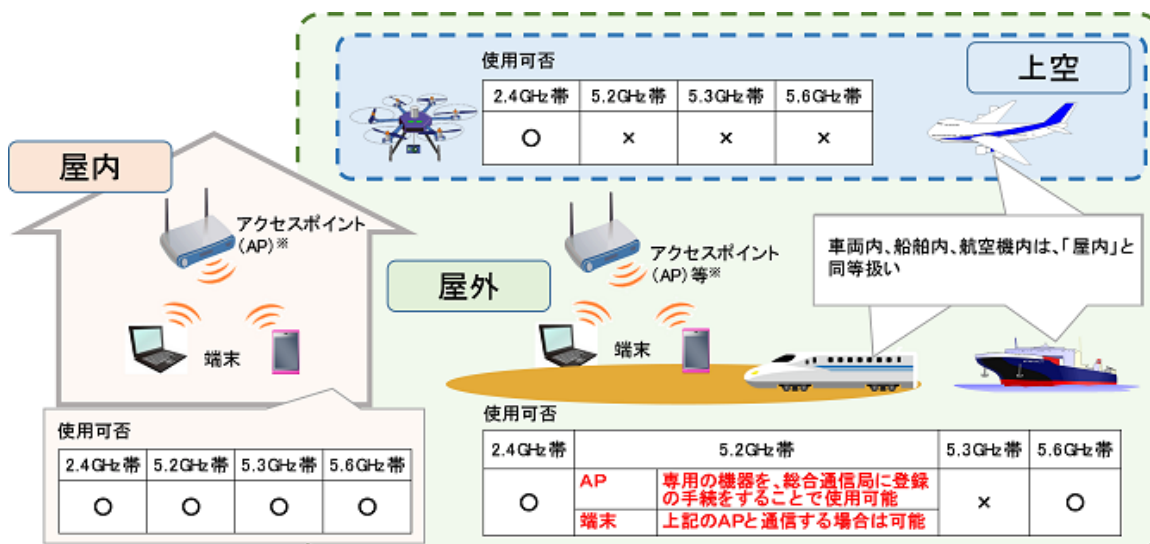 上空
使用可否
2.4GHz帯 5.2GHz帯 5.3GHz帯 5.6GHz帯
○ × × ×
屋内
アクセスポイント
(AP)※
端末
使用可否
2.4GHz帯 5.2GHz帯 5.3GHz帯 5.6GHz帯
○ ○ ○ ○
屋外
アクセスポイント
(AP)等※
端末
車両内、船舶内、航空機内は、「屋内」と
同等扱い
使用可否
2.4GHz帯 5.2GHz帯 5.3GHz帯 5.6GHz帯
○ × ○
AP 専用の機器を、総合通信局に登録
の手続をすることで使用可能
端末 上記のAPと通信する場合は可能